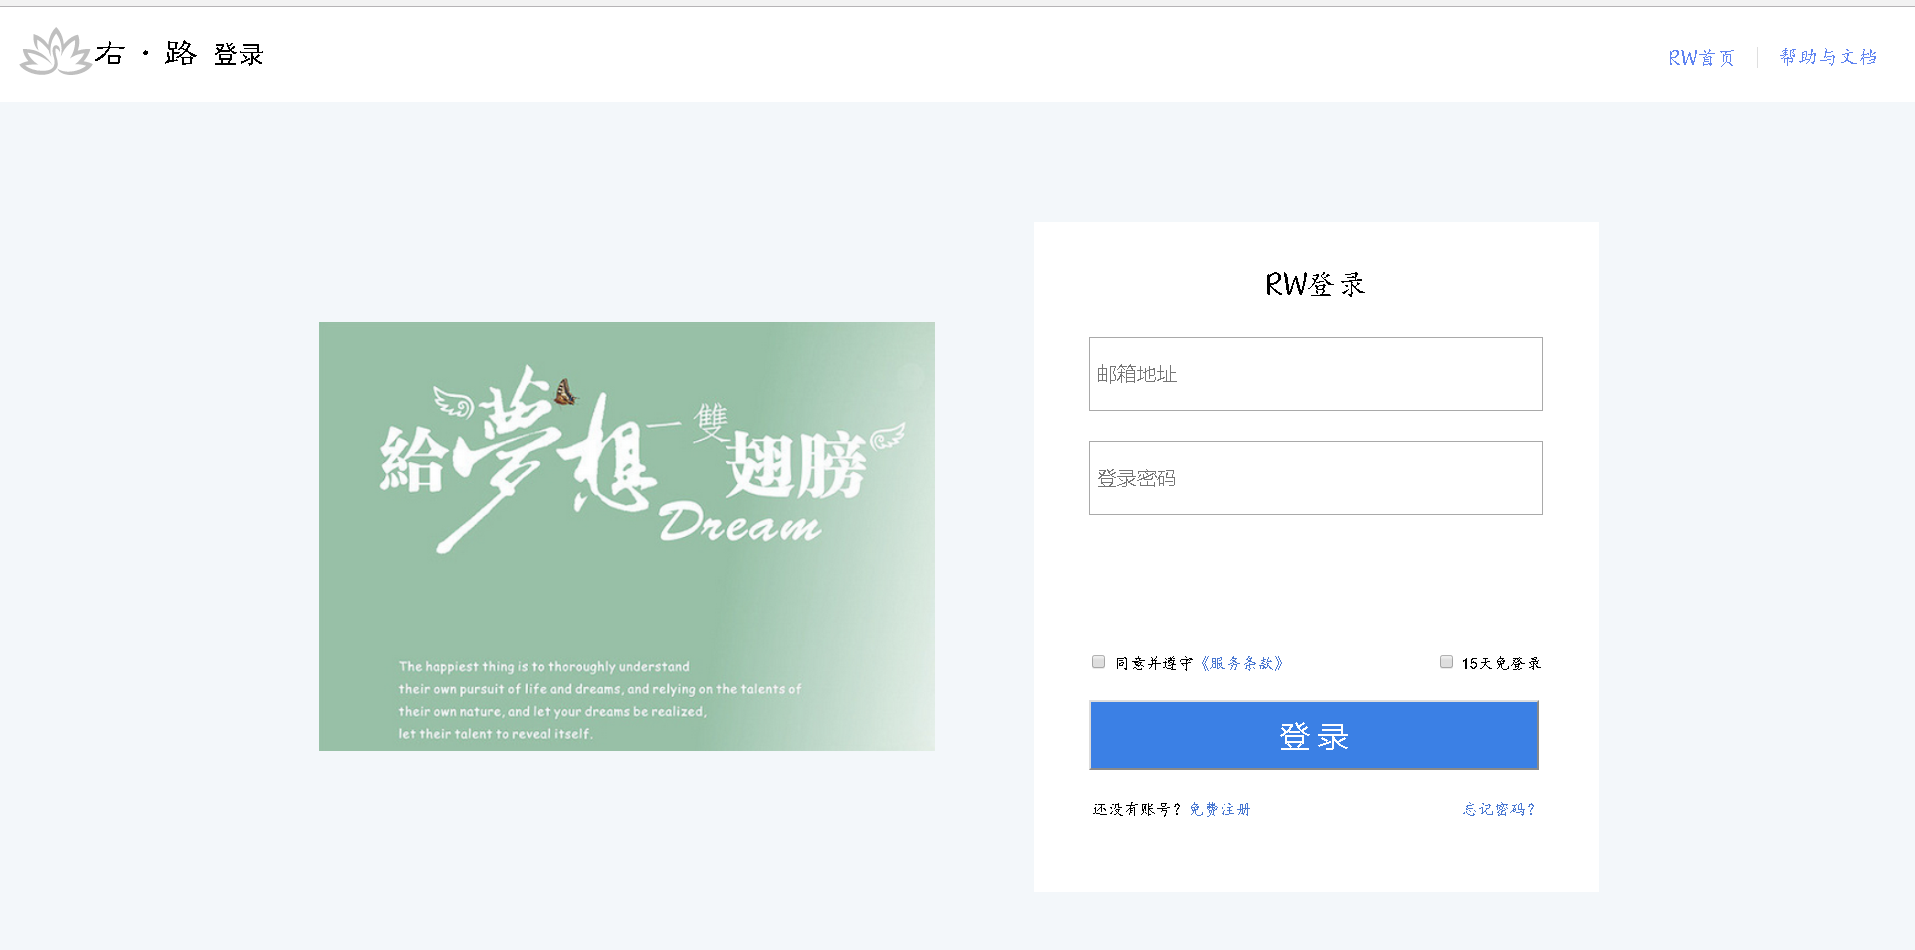 右·路 登录
RW首页 帮助与文档
給夢想一雙翅膀
Dream
The happiest thing is to thoroughly understand
their own pursuit of life and dreams, and relying on the talents of
their own nature, and let your dreams be realized,
let their talent to reveal itself.
RW登录
邮箱地址
登录密码
同意并遵守《服务条款》 15天免登录
登录
还没有账号？免费注册 忘记密码？